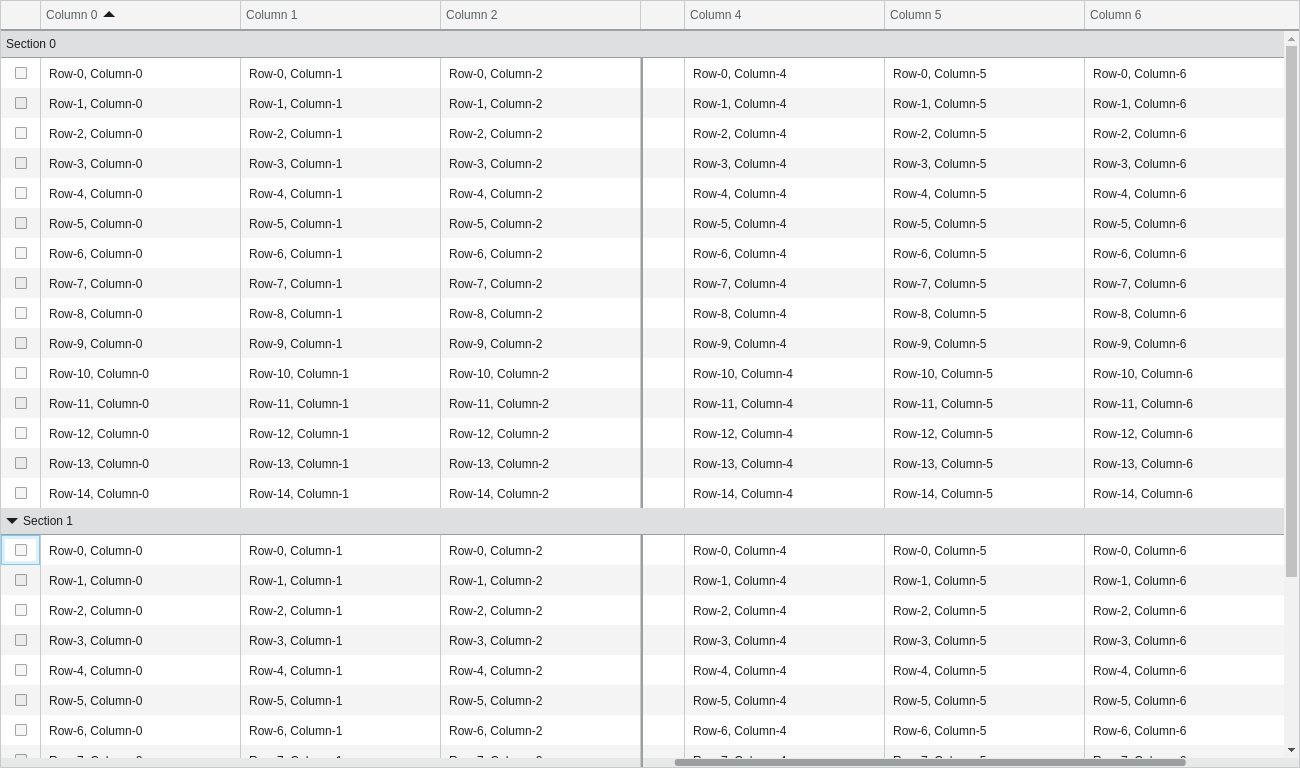 Column 0 Column 1 Column 2 Column 4 Column 5 Column 6
Section 0
Row-0, Column-0 Row-0, Column-1 Row-0, Column-2 Row-0, Column-4 Row-0, Column-5 Row-0, Column-6
Row-1, Column-0 Row-1, Column-1 Row-1, Column-2 Row-1, Column-4 Row-1, Column-5 Row-1, Column-6
Row-2, Column-0 Row-2, Column-1 Row-2, Column-2 Row-2, Column-4 Row-2, Column-5 Row-2, Column-6
Row-3, Column-0 Row-3, Column-1 Row-3, Column-2 Row-3, Column-4 Row-3, Column-5 Row-3, Column-6
Row-4, Column-0 Row-4, Column-1 Row-4, Column-2 Row-4, Column-4 Row-4, Column-5 Row-4, Column-6
Row-5, Column-0 Row-5, Column-1 Row-5, Column-2 Row-5, Column-4 Row-5, Column-5 Row-5, Column-6
Row-6, Column-0 Row-6, Column-1 Row-6, Column-2 Row-6, Column-4 Row-6, Column-5 Row-6, Column-6
Row-7, Column-0 Row-7, Column-1 Row-7, Column-2 Row-7, Column-4 Row-7, Column-5 Row-7, Column-6
Row-8, Column-0 Row-8, Column-1 Row-8, Column-2 Row-8, Column-4 Row-8, Column-5 Row-8, Column-6
Row-9, Column-0 Row-9, Column-1 Row-9, Column-2 Row-9, Column-4 Row-9, Column-5 Row-9, Column-6
Row-10, Column-0 Row-10, Column-1 Row-10, Column-2 Row-10, Column-4 Row-10, Column-5 Row-10, Column-6
Row-11, Column-0 Row-11, Column-1 Row-11, Column-2 Row-11, Column-4 Row-11, Column-5 Row-11, Column-6
Row-12, Column-0 Row-12, Column-1 Row-12, Column-2 Row-12, Column-4 Row-12, Column-5 Row-12, Column-6
Row-13, Column-0 Row-13, Column-1 Row-13, Column-2 Row-13, Column-4 Row-13, Column-5 Row-13, Column-6
Row-14, Column-0 Row-14, Column-1 Row-14, Column-2 Row-14, Column-4 Row-14, Column-5 Row-14, Column-6
Section 1
Row-0, Column-0 Row-0, Column-1 Row-0, Column-2 Row-0, Column-4 Row-0, Column-5 Row-0, Column-6
Row-1, Column-0 Row-1, Column-1 Row-1, Column-2 Row-1, Column-4 Row-1, Column-5 Row-1, Column-6
Row-2, Column-0 Row-2, Column-1 Row-2, Column-2 Row-2, Column-4 Row-2, Column-5 Row-2, Column-6
Row-3, Column-0 Row-3, Column-1 Row-3, Column-2 Row-3, Column-4 Row-3, Column-5 Row-3, Column-6
Row-4, Column-0 Row-4, Column-1 Row-4, Column-2 Row-4, Column-4 Row-4, Column-5 Row-4, Column-6
Row-5, Column-0 Row-5, Column-1 Row-5, Column-2 Row-5, Column-4 Row-5, Column-5 Row-5, Column-6
Row-6, Column-0 Row-6, Column-1 Row-6, Column-2 Row-6, Column-4 Row-6, Column-5 Row-6, Column-6